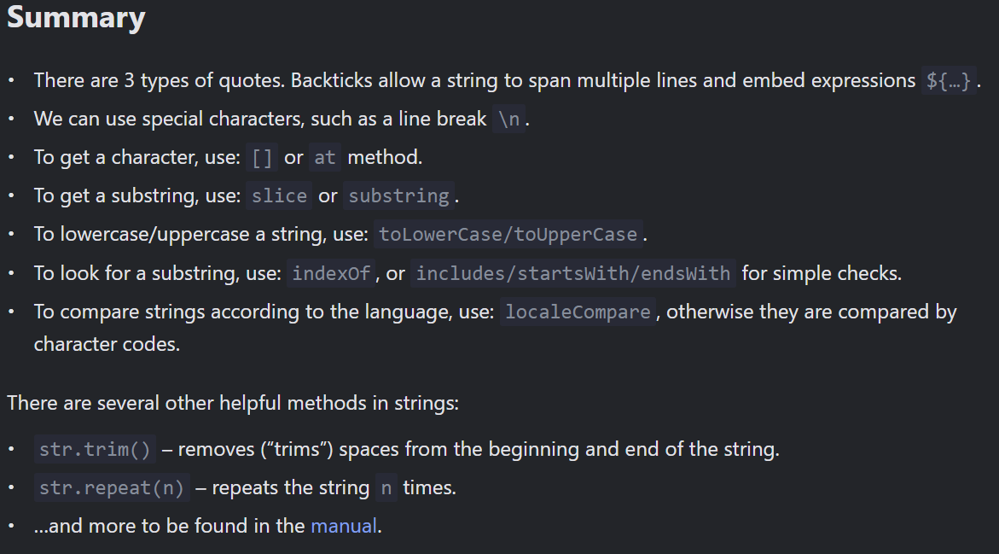 Summary
• There are 3 types of quotes. Backticks allow a string to span multiple lines and embed expressions ${…}.
• We can use special characters, such as a line break \n.
• To get a character, use: [] or at method.
• To get a substring, use: slice or substring.
• To lowercase/uppercase a string, use: toLowerCase/toUpperCase.
• To look for a substring, use: indexOf, or includes/startsWith/endsWith for simple checks.
• To compare strings according to the language, use: localeCompare, otherwise they are compared by
character codes.
There are several other helpful methods in strings:
• str.trim() – removes (“trims”) spaces from the beginning and end of the string.
• str.repeat(n) – repeats the string n times.
• …and more to be found in the manual.